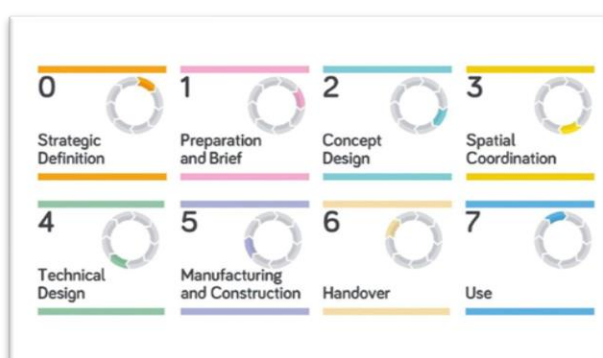 0
Strategic
Definition
1
Preparation
and Brief
2
Concept
Design
3
Spatial
Coordination
4
Technical
Design
5
Manufacturing
and Construction
6
Handover
7
Use